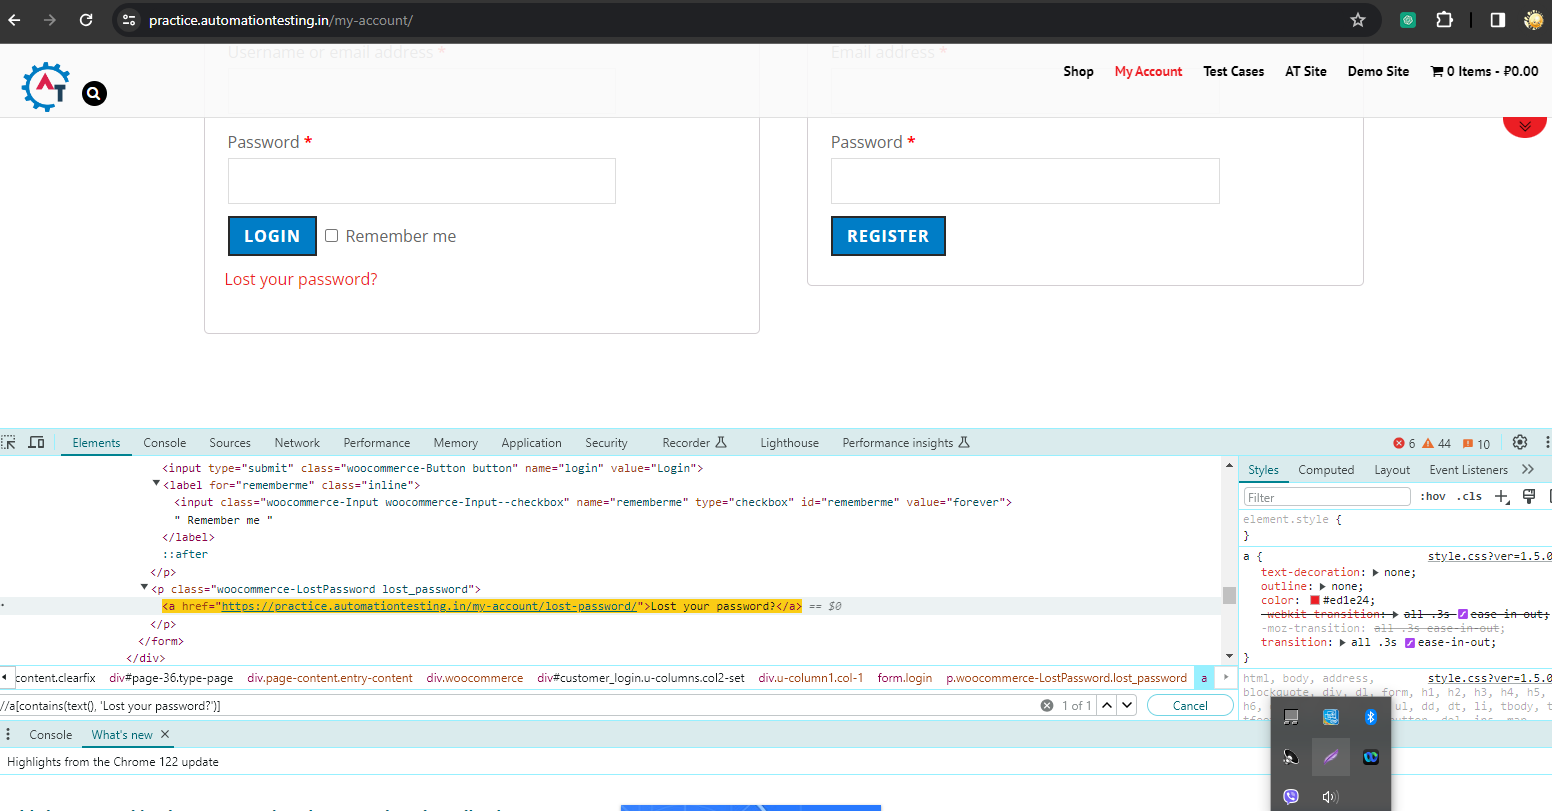 practice.automationtesting.in/my-account/
Username or email address *
Email address *
AT
Shop My Account Test Cases AT Site Demo Site 0 Items - ₽0.00
Password *
Password *
LOGIN Remember me
REGISTER
Lost your password?
Elements Console Sources Network Performance Memory Application Security Recorder Lighthouse Performance insights 6 44 10
<input type="submit" class="woocommerce-Button button" name="login" value="Login">
<label for="rememberme" class="inline">
<input class="woocommerce-Input woocommerce-Input--checkbox" name="rememberme" type="checkbox" id="rememberme" value="forever">
" Remember me "
</label>
::after
</p>
<p class="woocommerce-LostPassword lost_password">
<a href="https://practice.automationtesting.in/my-account/lost-password/">Lost your password?</a> == $0
</p>
</form>
</div>
content.clearfix div#page-36.type-page div.page-content.entry-content div.woocommerce div#customer_login.u-columns.col2-set div.u-column1.col-1 form.login p.woocommerce-LostPassword.lost_password a
//a[contains(text(), 'Lost your password?')] 1 of 1 Cancel
Styles Computed Layout Event Listeners
Filter :hov .cls
element.style {
}
a { style.css?ver=1.5.0
text-decoration: none;
outline: none;
color: #ed1e24;
-webkit-transition: all .3s ease-in-out;
-moz-transition: all .3s ease-in-out;
transition: all .3s ease-in-out;
}
html, body, address, style.css?ver=1.5.0
blockquote, div, dl, form, h1, h2, h3, h4, h5,
h6, ul, dd, dt, li, tbody, t
Console What's new
Highlights from the Chrome 122 update